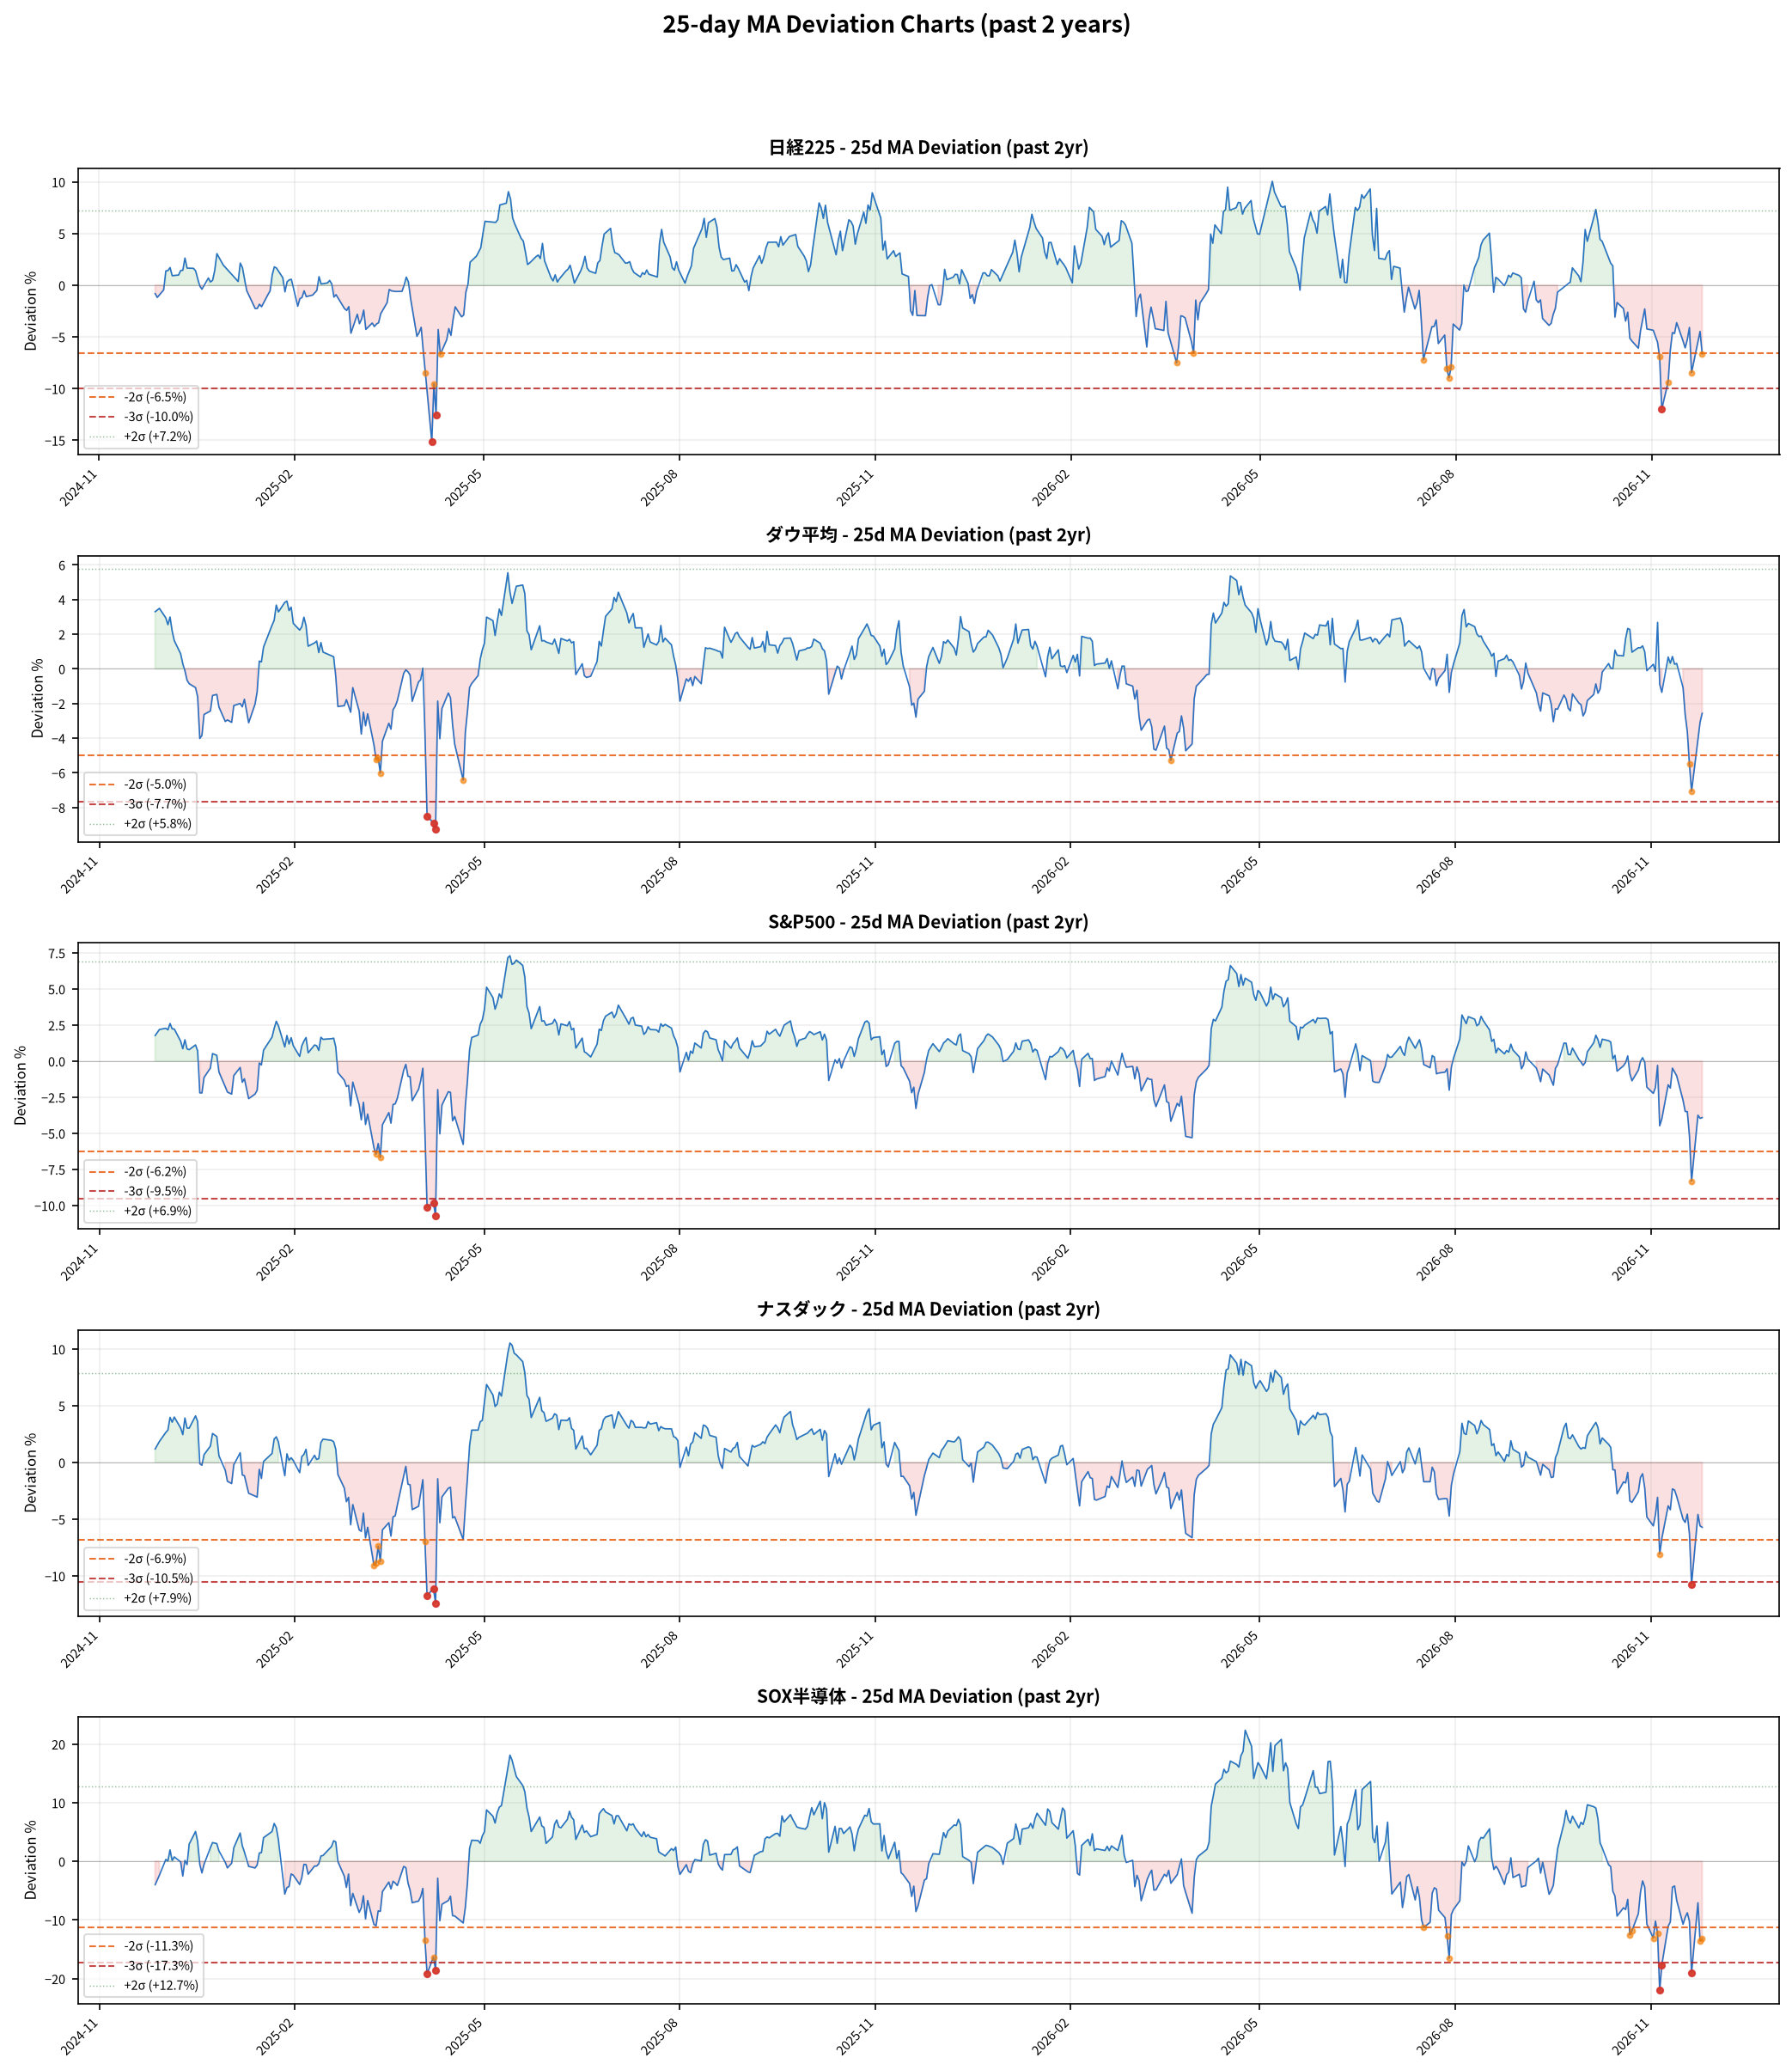 25-day MA Deviation Charts (past 2 years)
日経225 - 25d MA Deviation (past 2yr)
Deviation %
10
5
0
−5
−10
−15
-2σ (-6.5%)
-3σ (-10.0%)
+2σ (+7.2%)
2024-11
2025-02
2025-05
2025-08
2025-11
2026-02
2026-05
2026-08
2026-11
ダウ平均 - 25d MA Deviation (past 2yr)
Deviation %
6
4
2
0
−2
−4
−6
−8
-2σ (-5.0%)
-3σ (-7.7%)
+2σ (+5.8%)
2024-11
2025-02
2025-05
2025-08
2025-11
2026-02
2026-05
2026-08
2026-11
S&P500 - 25d MA Deviation (past 2yr)
Deviation %
7.5
5.0
2.5
0.0
−2.5
−5.0
−7.5
−10.0
-2σ (-6.2%)
-3σ (-9.5%)
+2σ (+6.9%)
2024-11
2025-02
2025-05
2025-08
2025-11
2026-02
2026-05
2026-08
2026-11
ナスダック - 25d MA Deviation (past 2yr)
Deviation %
10
5
0
−5
−10
-2σ (-6.9%)
-3σ (-10.5%)
+2σ (+7.9%)
2024-11
2025-02
2025-05
2025-08
2025-11
2026-02
2026-05
2026-08
2026-11
SOX半導体 - 25d MA Deviation (past 2yr)
Deviation %
20
10
0
−10
−20
-2σ (-11.3%)
-3σ (-17.3%)
+2σ (+12.7%)
2024-11
2025-02
2025-05
2025-08
2025-11
2026-02
2026-05
2026-08
2026-11